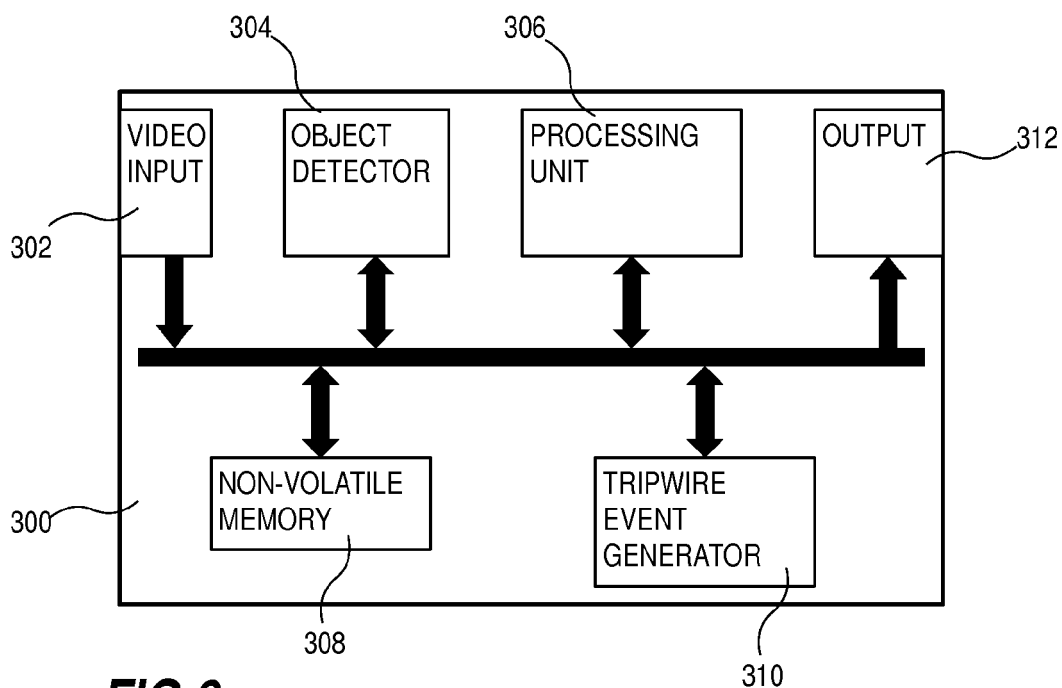 304
306
VIDEO
INPUT
OBJECT
DETECTOR
PROCESSING
UNIT
OUTPUT
312
302
NON-VOLATILE
MEMORY
TRIPWIRE
EVENT
GENERATOR
300
308
310